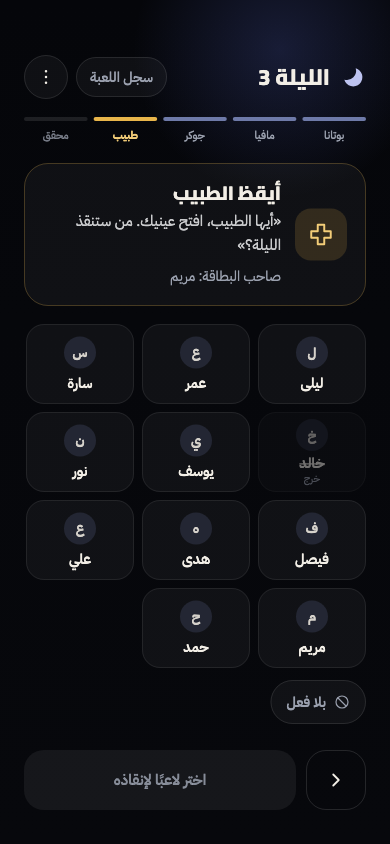 الليلة 3
سجل اللعبة
بوتانا
مافيا
جوكر
طبيب
محقق
أيقظ الطبيب
«أيها الطبيب، افتح عينيك. من ستنقذ
الليلة؟»
صاحب البطاقة: مريم
ل
ليلى
ع
عمر
س
سارة
خ
خالد
خرج
ي
يوسف
ن
نور
ف
فيصل
ه
هدى
ع
علي
م
مريم
ح
حمد
بلا فعل
اختر لاعبًا لإنقاذه